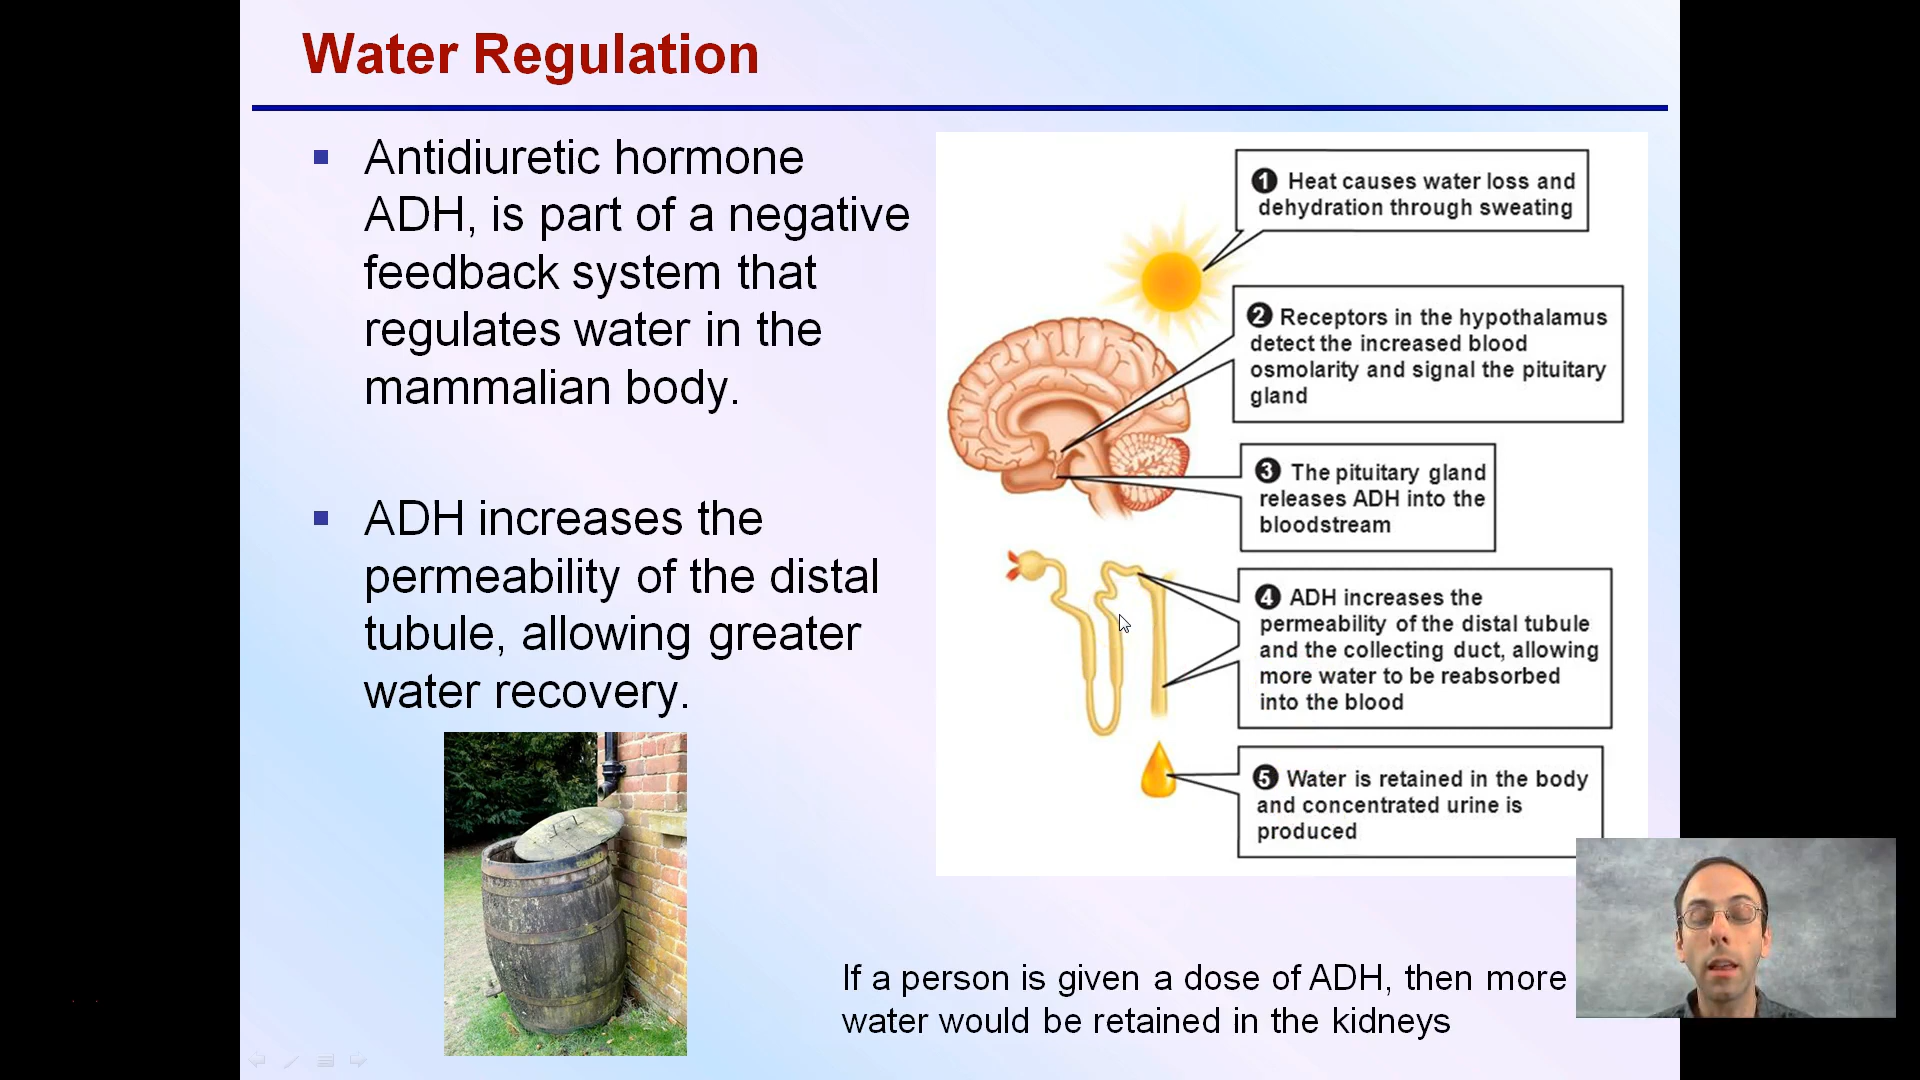 Water Regulation
Antidiuretic hormone
ADH, is part of a negative
feedback system that
regulates water in the
mammalian body.
ADH increases the
permeability of the distal
tubule, allowing greater
water recovery.
1 Heat causes water loss and
dehydration through sweating
2 Receptors in the hypothalamus
detect the increased blood
osmolarity and signal the pituitary
gland
3 The pituitary gland
releases ADH into the
bloodstream
4 ADH increases the
permeability of the distal tubule
and the collecting duct, allowing
more water to be reabsorbed
into the blood
5 Water is retained in the body
and concentrated urine is
produced
If a person is given a dose of ADH, then more
water would be retained in the kidneys